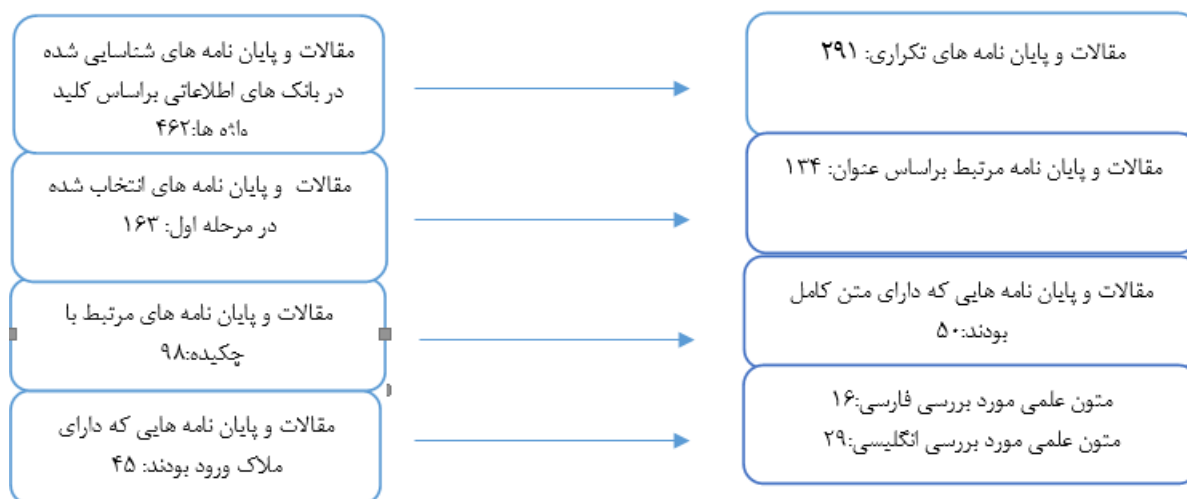 مقالات و پایان نامه های شناسایی شده
در بانک های اطلاعاتی براساس کلید
واژه ها:۴۶۲
مقالات و پایان نامه های تکراری: ۲۹۱
مقالات و پایان نامه های انتخاب شده
در مرحله اول: ۱۶۳
مقالات و پایان نامه مرتبط براساس عنوان: ۱۳۴
مقالات و پایان نامه های مرتبط با
چکیده:۹۸
مقالات و پایان نامه هایی که دارای متن کامل
بودند:۵۰
مقالات و پایان نامه هایی که دارای
ملاک ورود بودند: ۴۵
متون علمی مورد بررسی فارسی:۱۶
متون علمی مورد بررسی انگلیسی:۲۹